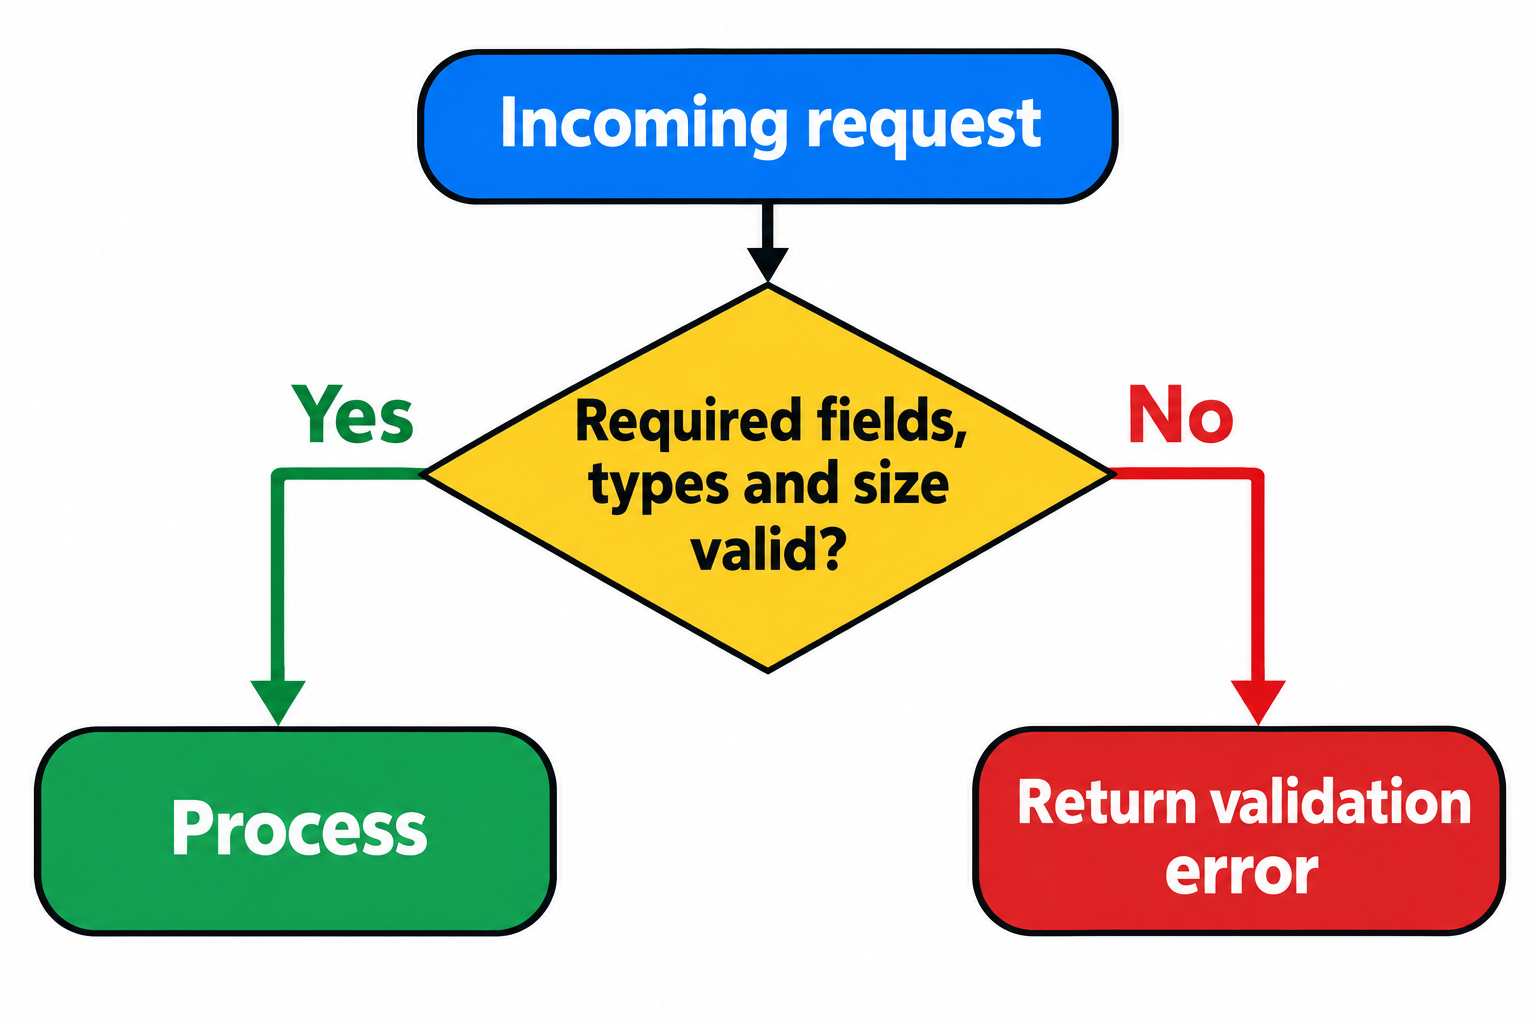 Incoming request
Yes
No
Required fields,
types and size
valid?
Process
Return validation
error